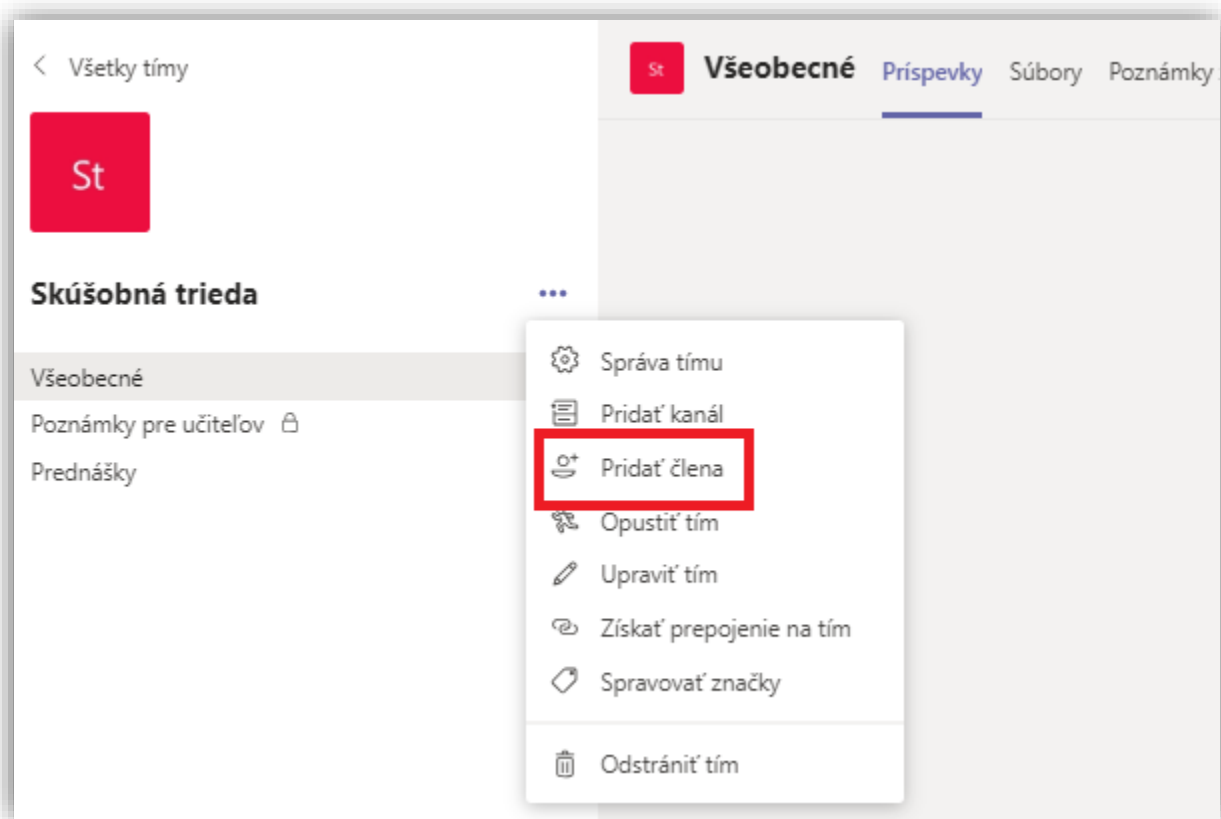 Všetky tímy
St
Skúšobná trieda
Všeobecné
Poznámky pre učiteľov
Prednášky
St Všeobecné Príspevky Súbory Poznámky
Správa tímu
Pridať kanál
Pridať člena
Opustiť tím
Upraviť tím
Získať prepojenie na tím
Spravovať značky
Odstrániť tím